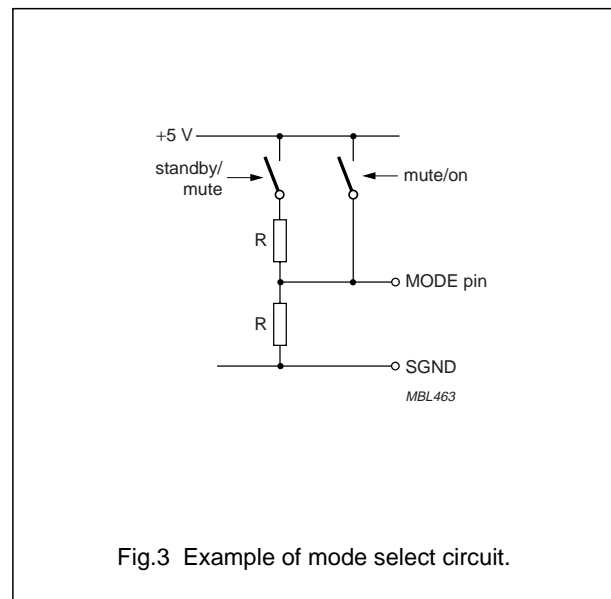 +5 V
standby/
mute
mute/on
R
MODE pin
R
SGND
MBL463
Fig.3 Example of mode select circuit.